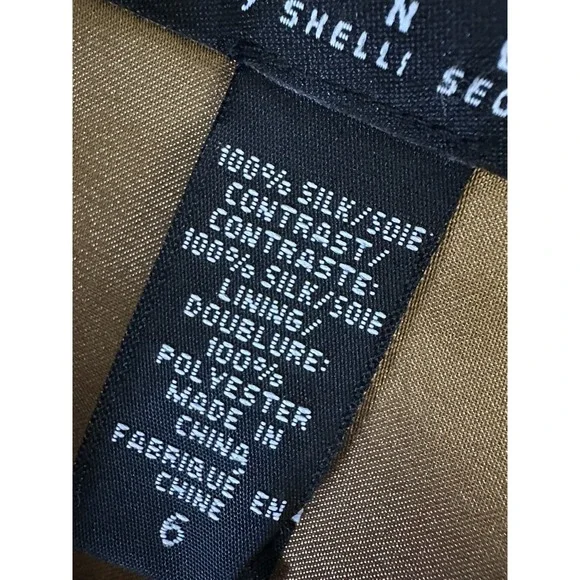 N
SHELLI SEG
100% SILK/SOIE
CONTRAST/
CONTRASTE:
100% SILK/SOIE
LINING/
DOUBLURE:
100%
POLYESTER
MADE IN
CHINA
FABRIQUE EN
CHINE
6